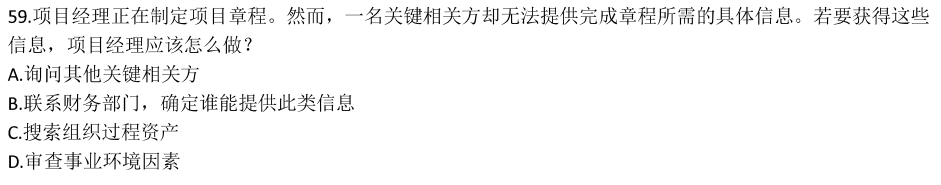 59.项目经理正在制定项目章程。然而，一名关键相关方却无法提供完成章程所需的具体信息。若要获得这些
信息，项目经理应该怎么做？
A.询问其他关键相关方
B.联系财务部门，确定谁能提供此类信息
C.搜索组织过程资产
D.审查事业环境因素